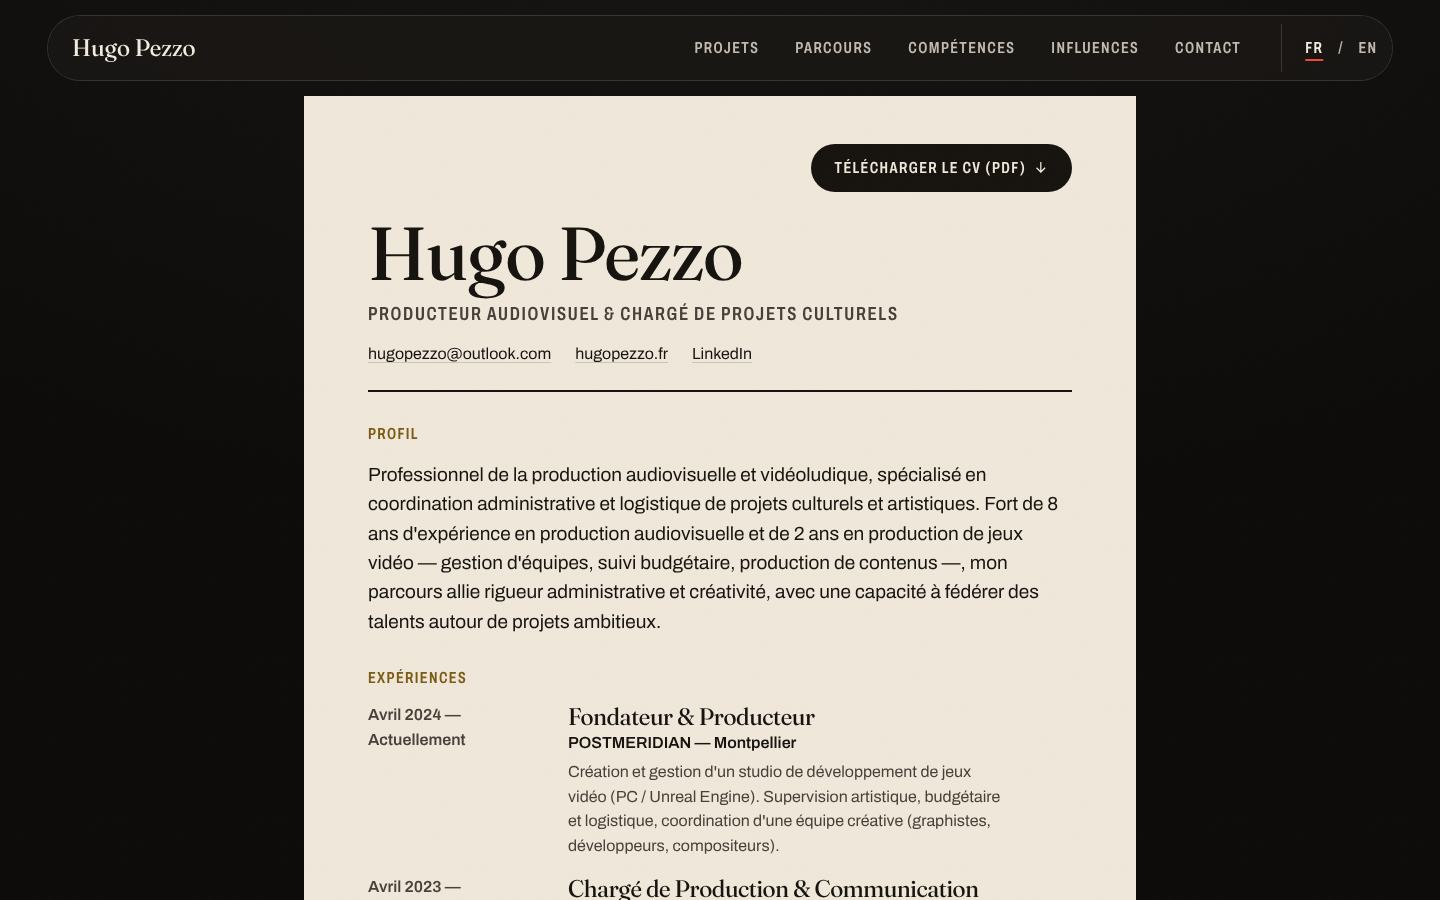 Hugo Pezzo
PROJETS PARCOURS COMPÉTENCES INFLUENCES CONTACT FR / EN
TÉLÉCHARGER LE CV (PDF) ↓
Hugo Pezzo
PRODUCTEUR AUDIOVISUEL & CHARGÉ DE PROJETS CULTURELS
hugopezzo@outlook.com hugopezzo.fr LinkedIn
PROFIL
Professionnel de la production audiovisuelle et vidéoludique, spécialisé en
coordination administrative et logistique de projets culturels et artistiques. Fort de 8
ans d'expérience en production audiovisuelle et de 2 ans en production de jeux
vidéo — gestion d'équipes, suivi budgétaire, production de contenus —, mon
parcours allie rigueur administrative et créativité, avec une capacité à fédérer des
talents autour de projets ambitieux.
EXPÉRIENCES
Avril 2024 —
Actuellement
Fondateur & Producteur
POSTMERIDIAN — Montpellier
Création et gestion d'un studio de développement de jeux
vidéo (PC / Unreal Engine). Supervision artistique, budgétaire
et logistique, coordination d'une équipe créative (graphistes,
développeurs, compositeurs).
Avril 2023 —
Chargé de Production & Communication